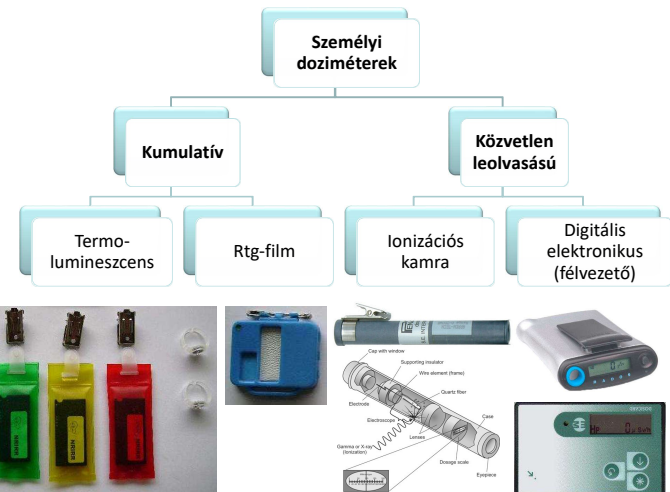 Személyi
doziméterek
Kumulatív
Közvetlen
leolvasású
Termo-
lumineszcens
Rtg-film
Ionizációs
kamra
Digitális
elektronikus
(félvezető)
Cap with window
Supporting insulator
Wire element (frame)
Quartz fiber
Electrode
Electroscope
Case
Gamma or X-ray
(Ionization)
Lenses
Dosage scale
Eyepiece